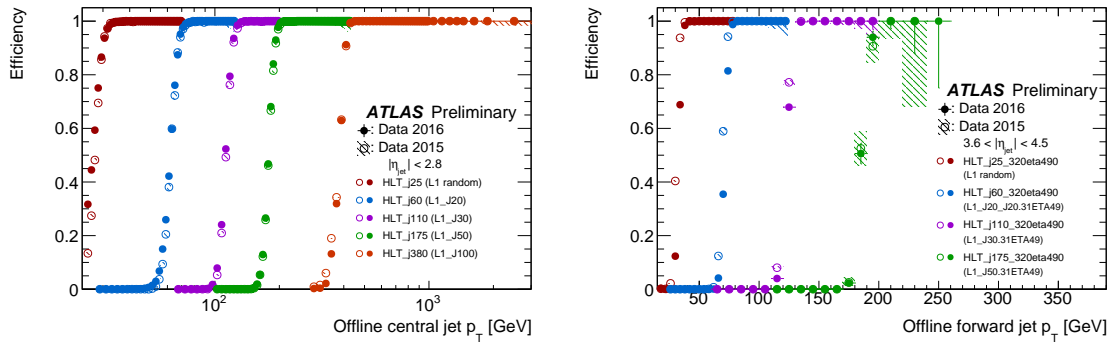 Efficiency
1
0.8
0.6
0.4
0.2
0
ATLAS Preliminary
: Data 2016
: Data 2015
|η_jet| < 2.8
HLT_j25 (L1 random)
HLT_j60 (L1_J20)
HLT_j110 (L1_J30)
HLT_j175 (L1_J50)
HLT_j380 (L1_J100)
10^2
10^3
Offline central jet p_T [GeV]
Efficiency
1
0.8
0.6
0.4
0.2
0
ATLAS Preliminary
: Data 2016
: Data 2015
3.6 < |η_jet| < 4.5
HLT_j25_320eta490
(L1 random)
HLT_j60_320eta490
(L1_J20_J20.31ETA49)
HLT_j110_320eta490
(L1_J30.31ETA49)
HLT_j175_320eta490
(L1_J50.31ETA49)
50 100 150 200 250 300 350
Offline forward jet p_T [GeV]